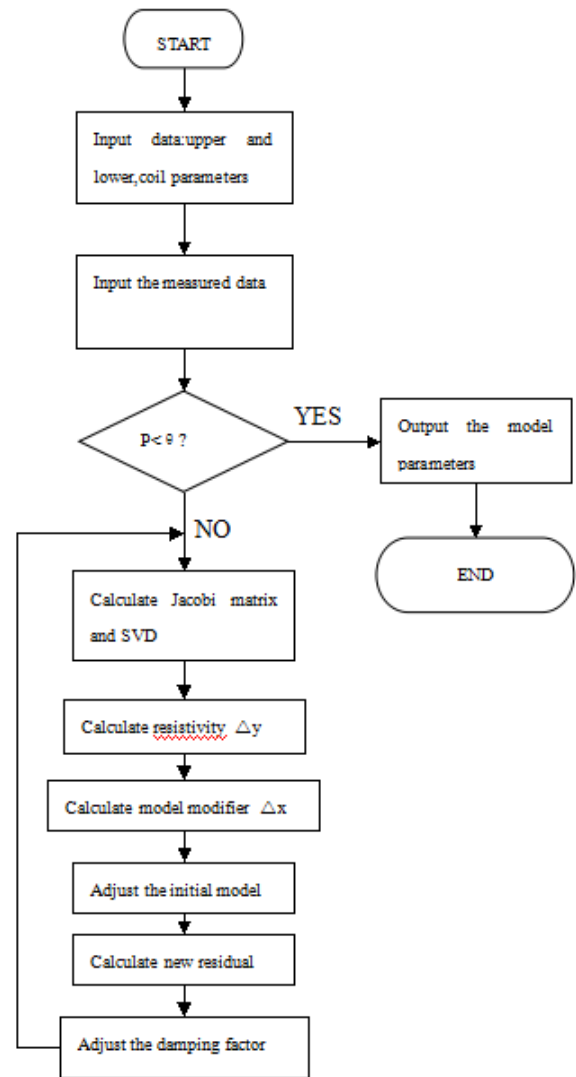 START
Input data:upper and
lower,coil parameters
Input the measured data
P< 9 ?
YES
Output the model
parameters
NO
END
Calculate Jacobi matrix
and SVD
Calculate resistivity △y
Calculate model modifier △x
Adjust the initial model
Calculate new residual
Adjust the damping factor